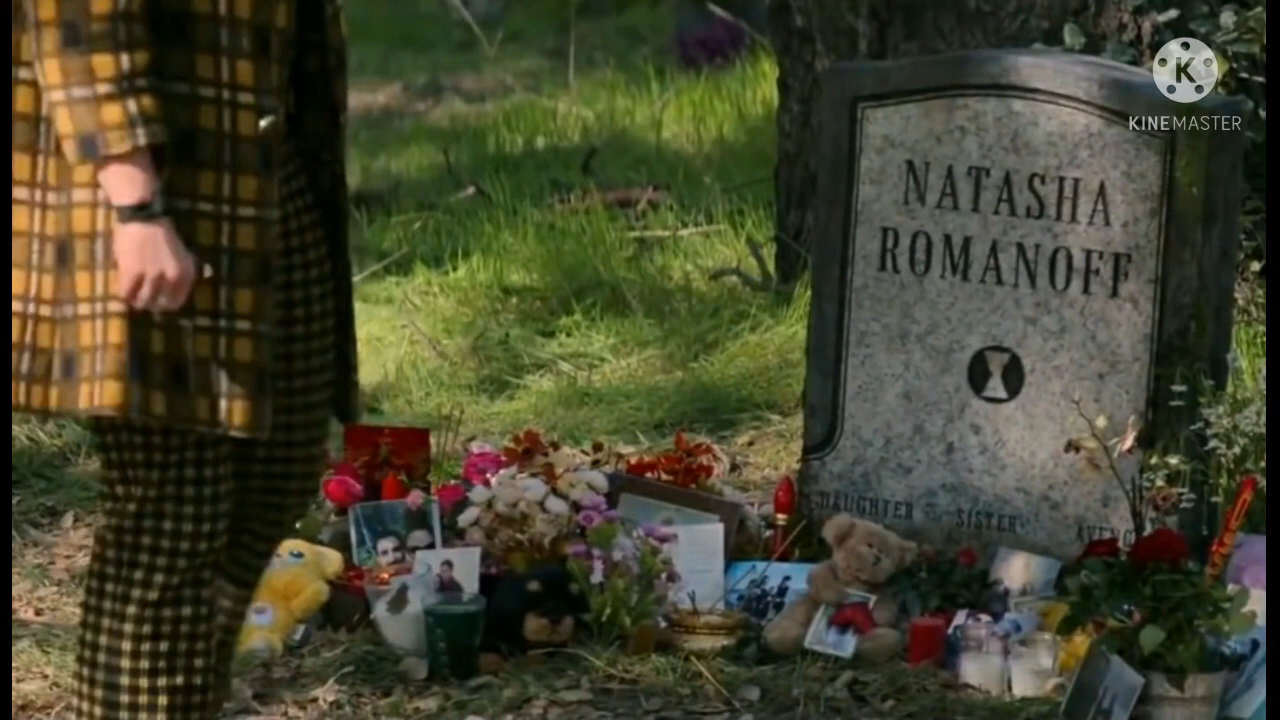 K
KINEMASTER
NATASHA
ROMANOFF
DAUGHTER SISTER